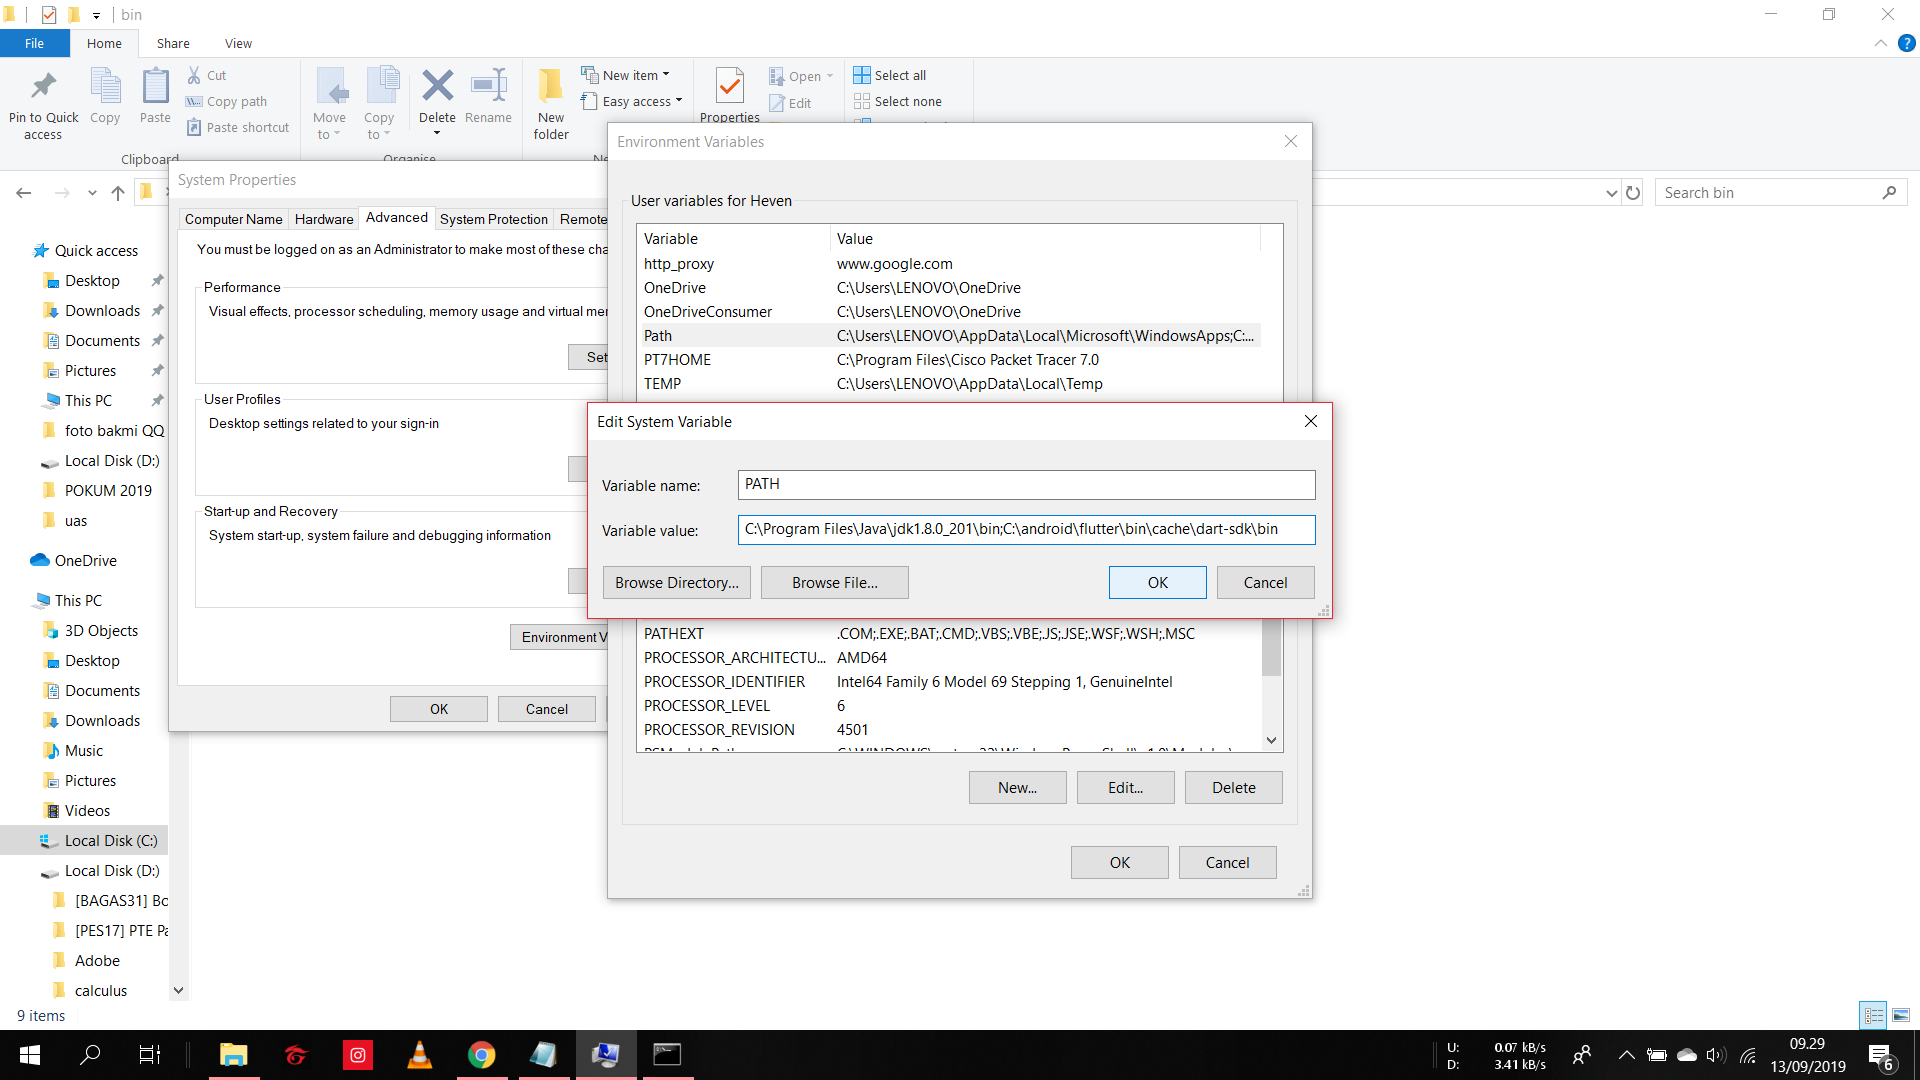 bin
File Home Share View
Pin to Quick access
Copy
Paste
Cut
Copy path
Paste shortcut
Clipboard
Move to
Copy to
Delete
Rename
Organise
New folder
New item
Easy access
Properties
Open
Edit
Select all
Select none
Search bin
Quick access
Desktop
Downloads
Documents
Pictures
This PC
foto bakmi QQ
Local Disk (D:)
POKUM 2019
uas
OneDrive
This PC
3D Objects
Desktop
Documents
Downloads
Music
Pictures
Videos
Local Disk (C:)
Local Disk (D:)
[BAGAS31] Bo
[PES17] PTE Pa
Adobe
calculus
9 items
System Properties
Computer Name Hardware Advanced System Protection Remote
You must be logged on as an Administrator to make most of these cha
Performance
Visual effects, processor scheduling, memory usage and virtual mem
Set
User Profiles
Desktop settings related to your sign-in
Start-up and Recovery
System start-up, system failure and debugging information
Environment V
OK Cancel
Environment Variables
User variables for Heven
Variable Value
http_proxy www.google.com
OneDrive C:\Users\LENOVO\OneDrive
OneDriveConsumer C:\Users\LENOVO\OneDrive
Path C:\Users\LENOVO\AppData\Local\Microsoft\WindowsApps;C:...
PT7HOME C:\Program Files\Cisco Packet Tracer 7.0
TEMP C:\Users\LENOVO\AppData\Local\Temp
Edit System Variable
Variable name: PATH
Variable value: C:\Program Files\Java\jdk1.8.0_201\bin;C:\android\flutter\bin\cache\dart-sdk\bin
Browse Directory... Browse File... OK Cancel
PATHEXT .COM;.EXE;.BAT;.CMD;.VBS;.VBE;.JS;.JSE;.WSF;.WSH;.MSC
PROCESSOR_ARCHITECTU... AMD64
PROCESSOR_IDENTIFIER Intel64 Family 6 Model 69 Stepping 1, GenuineIntel
PROCESSOR_LEVEL 6
PROCESSOR_REVISION 4501
New... Edit... Delete
OK Cancel
U: 0.07 kB/s
D: 3.41 kB/s
09.29
13/09/2019
6